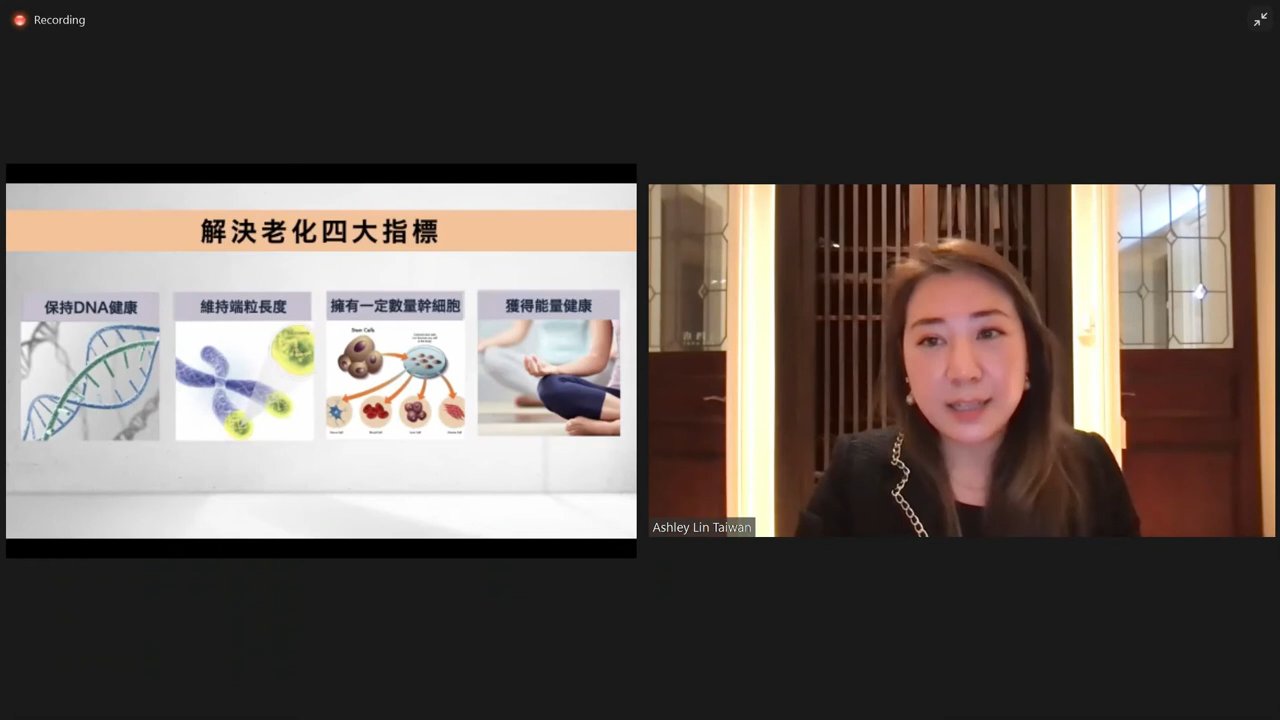 Recording
解決老化四大指標
保持DNA健康
維持端粒長度
擁有一定數量幹細胞
獲得能量健康
Stem Cells
Ashley Lin Taiwan